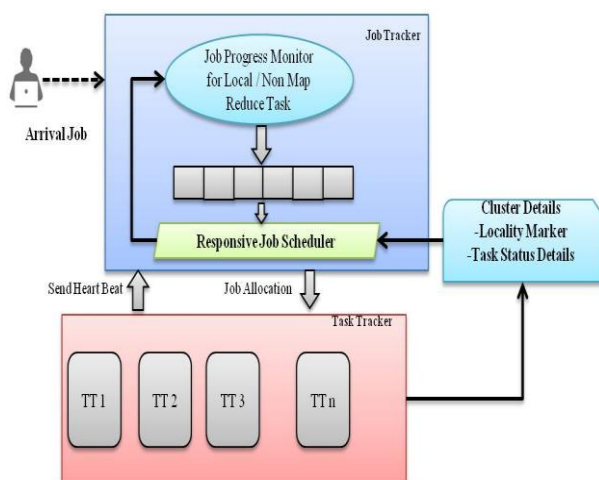 Job Tracker
Job Progress Monitor
for Local / Non Map
Reduce Task
Arrival Job
Responsive Job Scheduler
Cluster Details
-Locality Marker
-Task Status Details
Send Heart Beat
Job Allocation
Task Tracker
TT 1
TT 2
TT 3
TT n